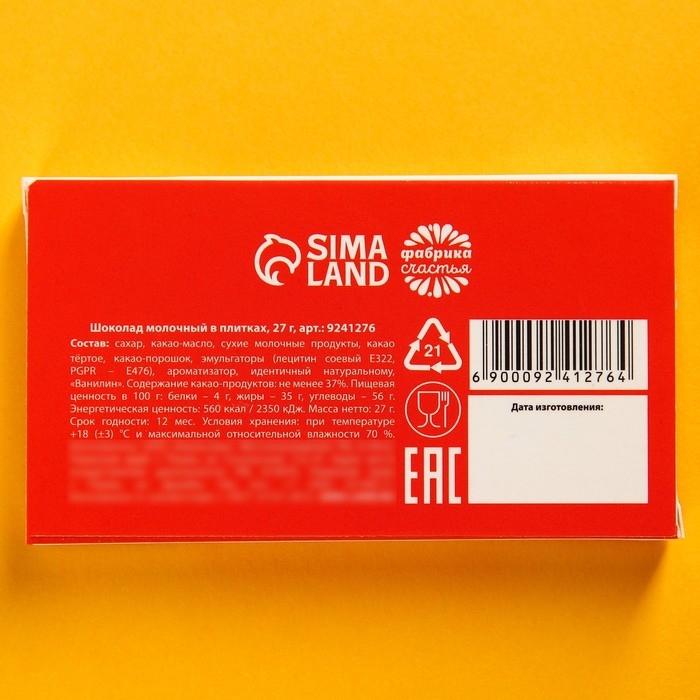 SIMA
LAND
фабрика
счастья
Шоколад молочный в плитках, 27 г, арт.: 9241276
Состав: сахар, какао-масло, сухие молочные продукты, какао
тёртое, какао-порошок, эмульгаторы (лецитин соевый E322,
PGPR – E476), ароматизатор, идентичный натуральному,
«Ванилин». Содержание какао-продуктов: не менее 37%. Пищевая
ценность в 100 г: белки – 4 г, жиры – 35 г, углеводы – 56 г.
Энергетическая ценность: 560 ккал / 2350 кДж. Масса нетто: 27 г.
Срок годности: 12 мес. Условия хранения: при температуре
+18 (±3) °C и максимальной относительной влажности 70 %.
21
EAC
6 900092 412764
Дата изготовления: